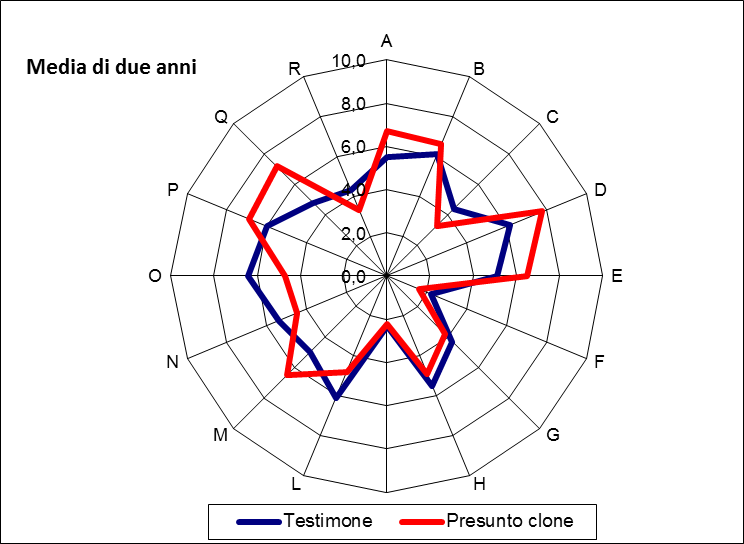 Media di due anni
A
B
C
D
E
F
G
H
L
M
N
O
P
Q
R
10,0
8,0
6,0
4,0
2,0
0,0
Testimone
Presunto clone